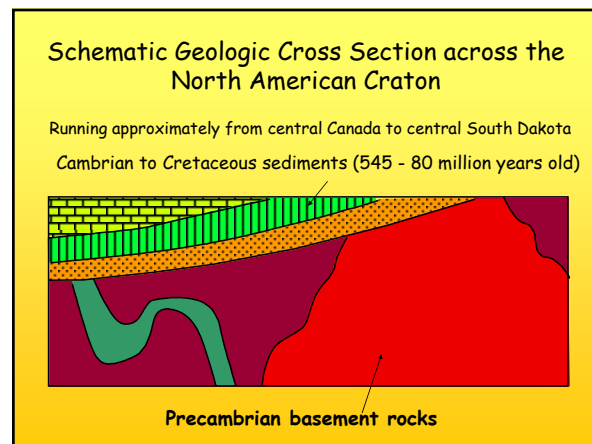 Schematic Geologic Cross Section across the
North American Craton
Running approximately from central Canada to central South Dakota
Cambrian to Cretaceous sediments (545 - 80 million years old)
Precambrian basement rocks